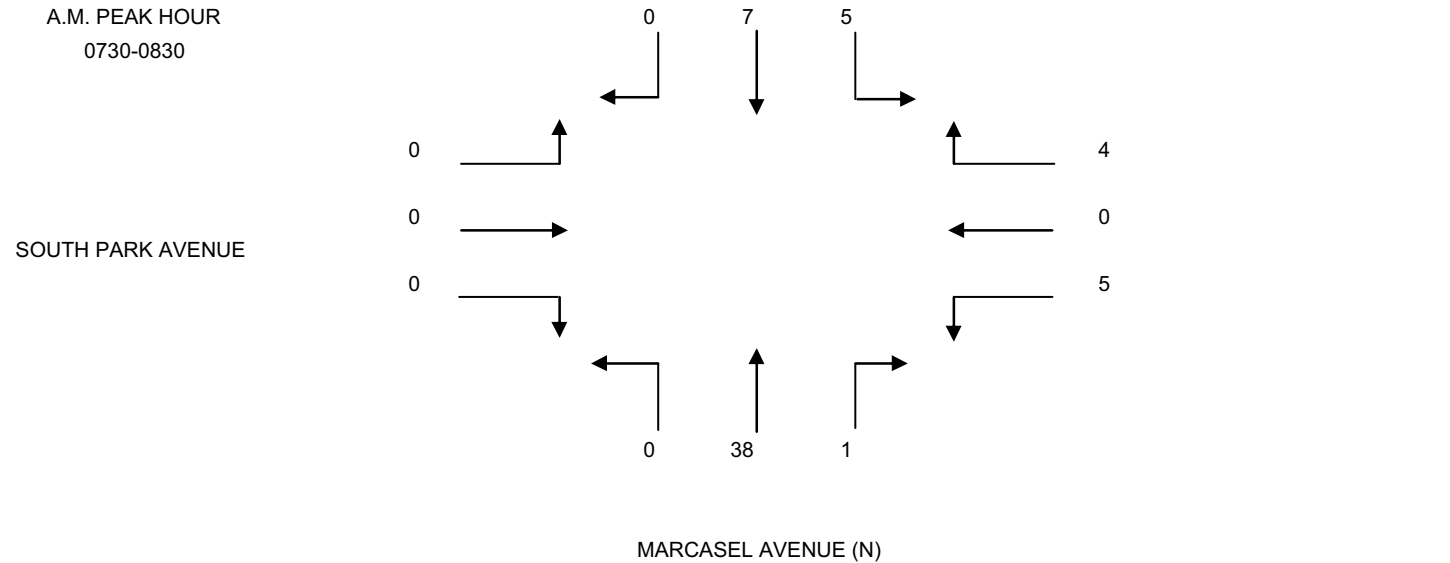 A.M. PEAK HOUR
0730-0830
0 7 5
0 4
0 0
SOUTH PARK AVENUE
0 5
0 38 1
MARCASEL AVENUE (N)